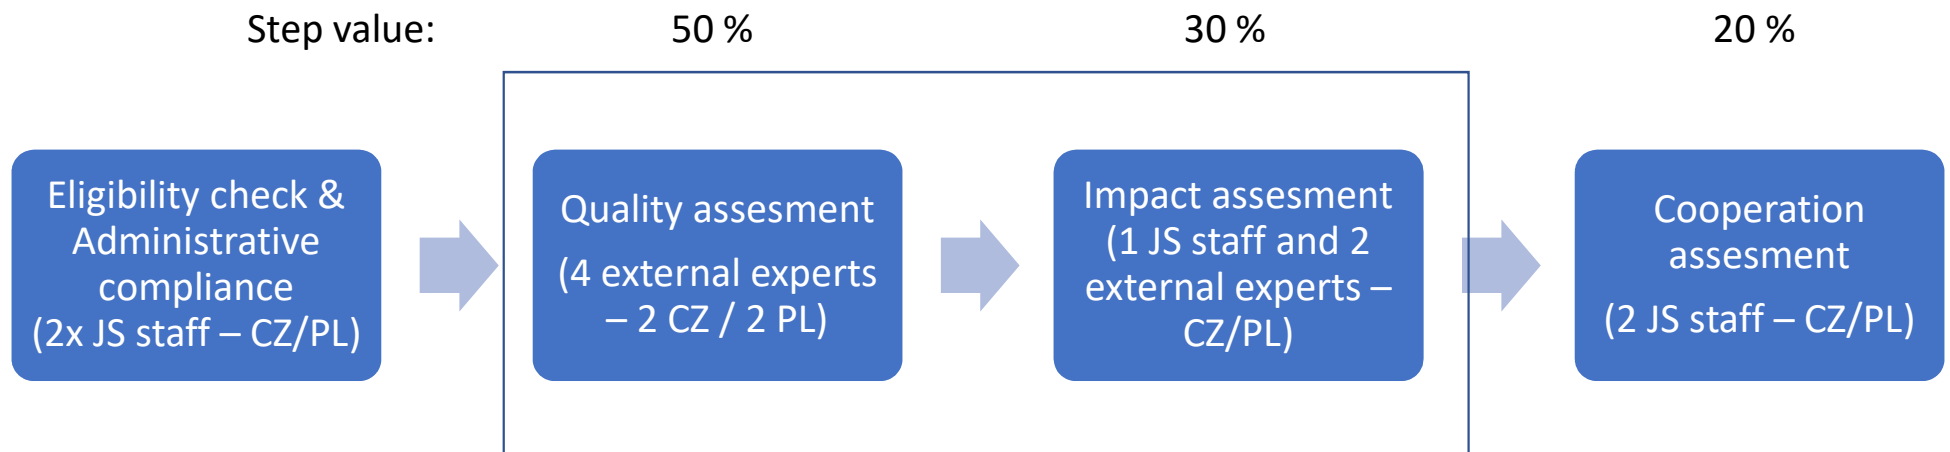 Step value: 50 % 30 % 20 %
Eligibility check &
Administrative
compliance
(2x JS staff – CZ/PL)
Quality assesment
(4 external experts
– 2 CZ / 2 PL)
Impact assesment
(1 JS staff and 2
external experts –
CZ/PL)
Cooperation
assesment
(2 JS staff – CZ/PL)